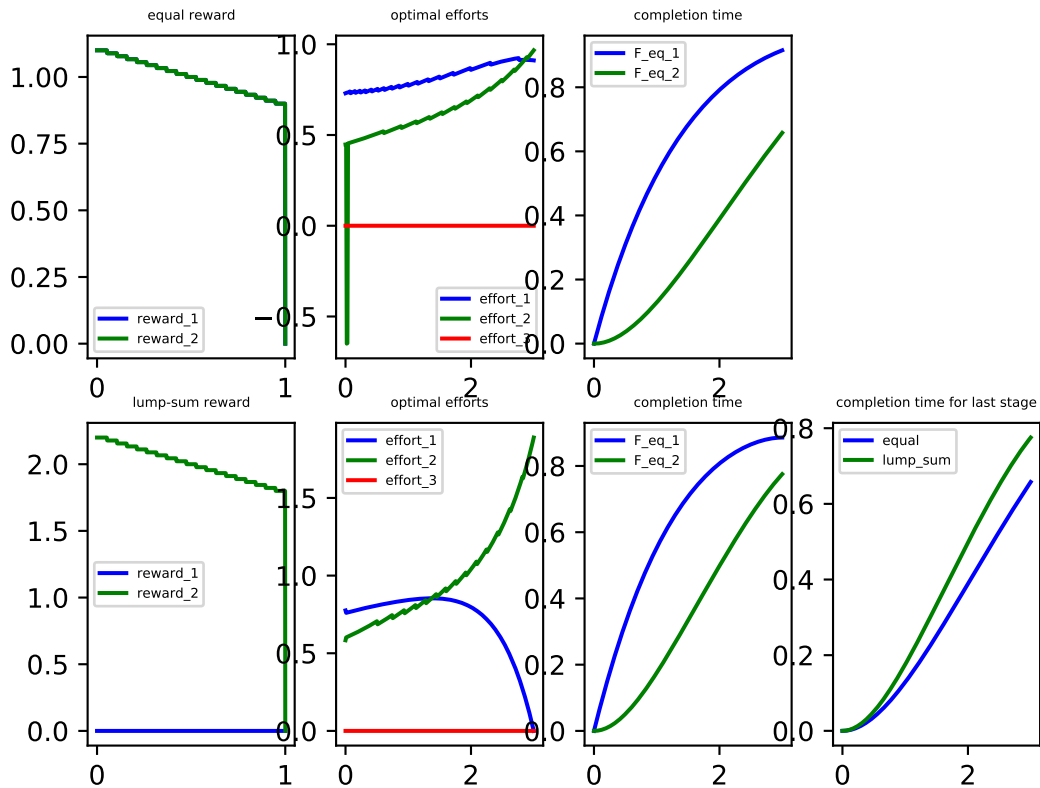 equal reward
optimal efforts
completion time
1.00
0.75
0.50
0.25
0.00
0
1
reward_1
reward_2
1.0
0.5
0.0
−0.5
0
2
effort_1
effort_2
effort_3
0.8
0.6
0.4
0.2
0.0
0
2
F_eq_1
F_eq_2
lump-sum reward
optimal efforts
completion time
completion time for last stage
2.0
1.5
1.0
0.5
0.0
0
1
reward_1
reward_2
1.5
1.0
0.5
0.0
0
2
effort_1
effort_2
effort_3
0.8
0.6
0.4
0.2
0.0
0
2
F_eq_1
F_eq_2
0.8
0.6
0.4
0.2
0.0
0
2
equal
lump_sum